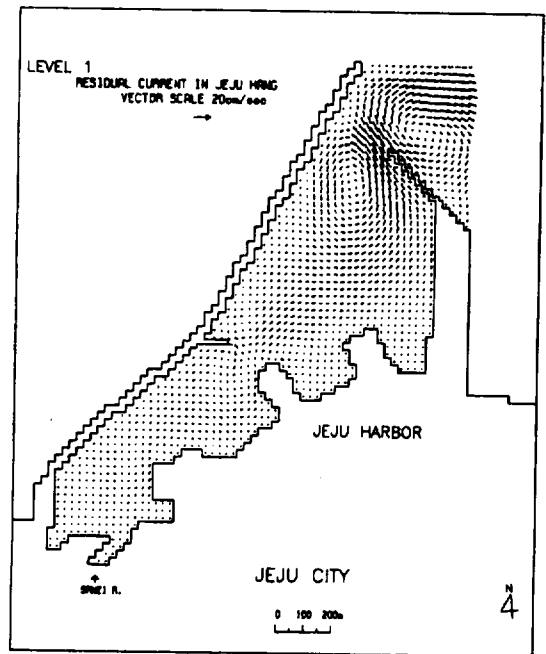 LEVEL 1
RESIDUAL CURRENT IN JEJU HANG
VECTOR SCALE 20cm/sec
JEJU HARBOR
JEJU CITY
R.
0 100 200m
N
4